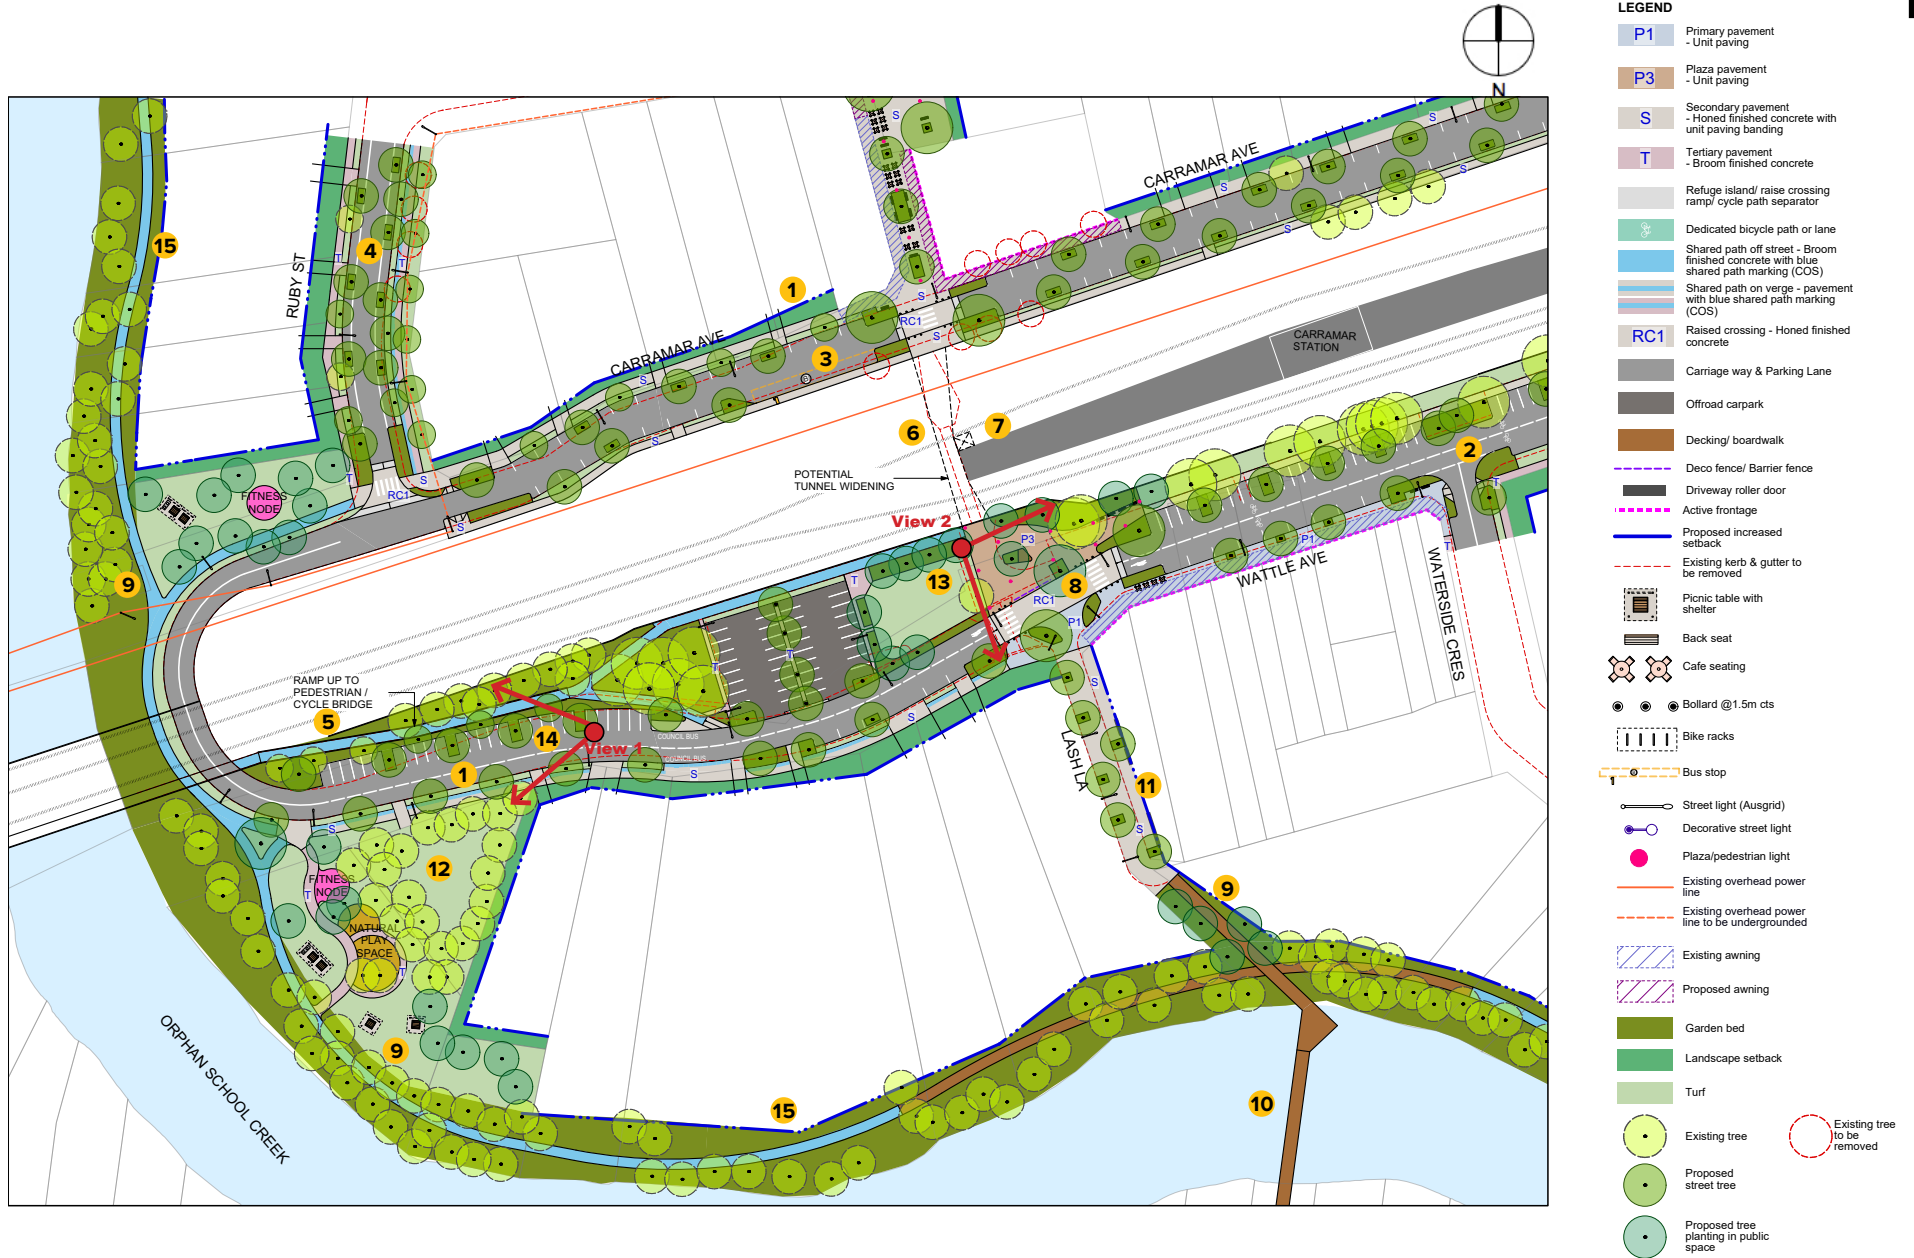 N
CARRAMAR AVE
S
S
S
S
S
15
4
RUBY ST
T
T
1
S
RC1
S
CARRAMAR AVE
3
S
S
CARRAMAR
STATION
6
7
POTENTIAL
TUNNEL WIDENING
2
T
T
S
RC1
S
FITNESS
NODE
View 2
P3
P1
T
WATTLE AVE
WATERSIDE CRES
9
T
13
8
RC1
P1
T
T
RAMP UP TO
PEDESTRIAN /
CYCLE BRIDGE
5
14
View 1
COUNCIL BUS
COUNCIL BUS
S
S
1
S
LASH LA
11
S
12
FITNESS
NODE
T
NATURAL
PLAY
SPACE
T
9
9
ORPHAN SCHOOL CREEK
15
10
LEGEND
P1
Primary pavement
- Unit paving
P3
Plaza pavement
- Unit paving
S
Secondary pavement
- Honed finished concrete with
unit paving banding
T
Tertiary pavement
- Broom finished concrete
Refuge island/ raise crossing
ramp/ cycle path separator
Dedicated bicycle path or lane
Shared path off street - Broom
finished concrete with blue
shared path marking (COS)
Shared path on verge - pavement
with blue shared path marking
(COS)
RC1
Raised crossing - Honed finished
concrete
Carriage way & Parking Lane
Offroad carpark
Decking/ boardwalk
Deco fence/ Barrier fence
Driveway roller door
Active frontage
Proposed increased
setback
Existing kerb & gutter to
be removed
Picnic table with
shelter
Back seat
Cafe seating
Bollard @1.5m cts
Bike racks
Bus stop
Street light (Ausgrid)
Decorative street light
Plaza/pedestrian light
Existing overhead power
line
Existing overhead power
line to be undergrounded
Existing awning
Proposed awning
Garden bed
Landscape setback
Turf
Existing tree
Existing tree
to be
removed
Proposed
street tree
Proposed tree
planting in public
space